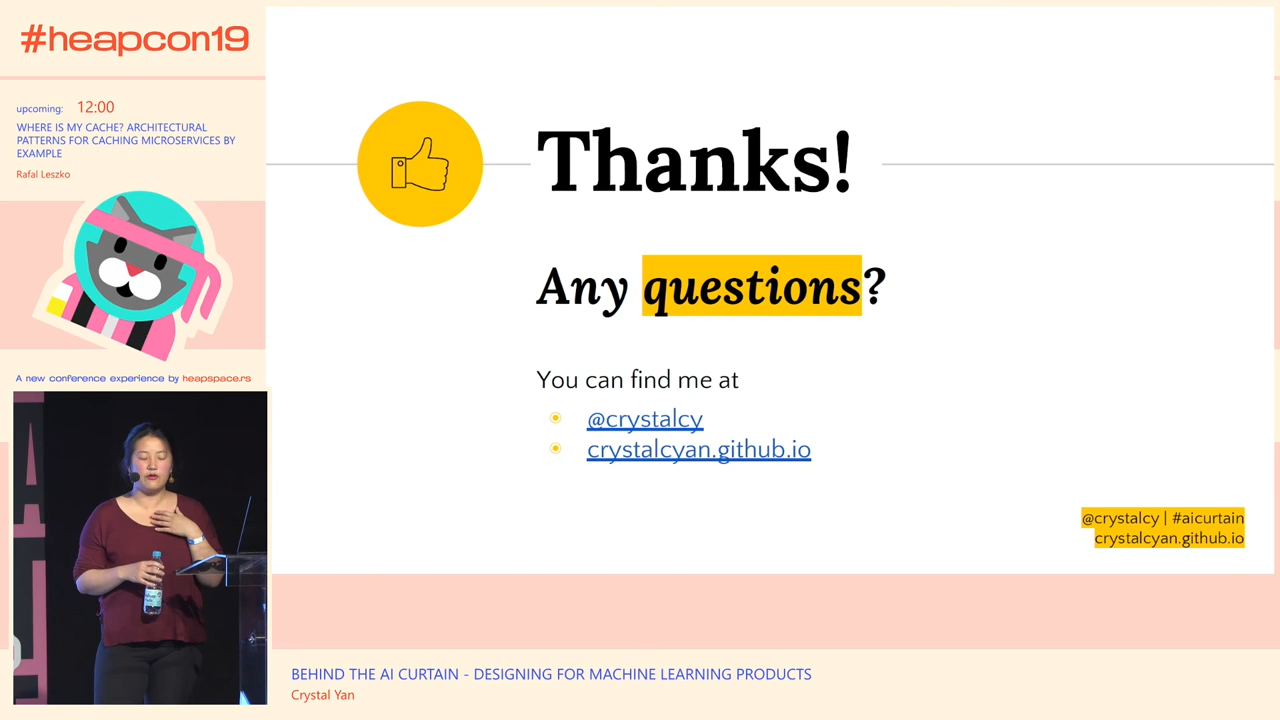 #heapcon19
upcoming: 12:00
WHERE IS MY CACHE? ARCHITECTURAL
PATTERNS FOR CACHING MICROSERVICES BY
EXAMPLE
Rafal Leszko
A new conference experience by heapspace.rs
Thanks!
Any questions?
You can find me at
@crystalcy
crystalcyan.github.io
@crystalcy | #aicurtain
crystalcyan.github.io
BEHIND THE AI CURTAIN - DESIGNING FOR MACHINE LEARNING PRODUCTS
Crystal Yan